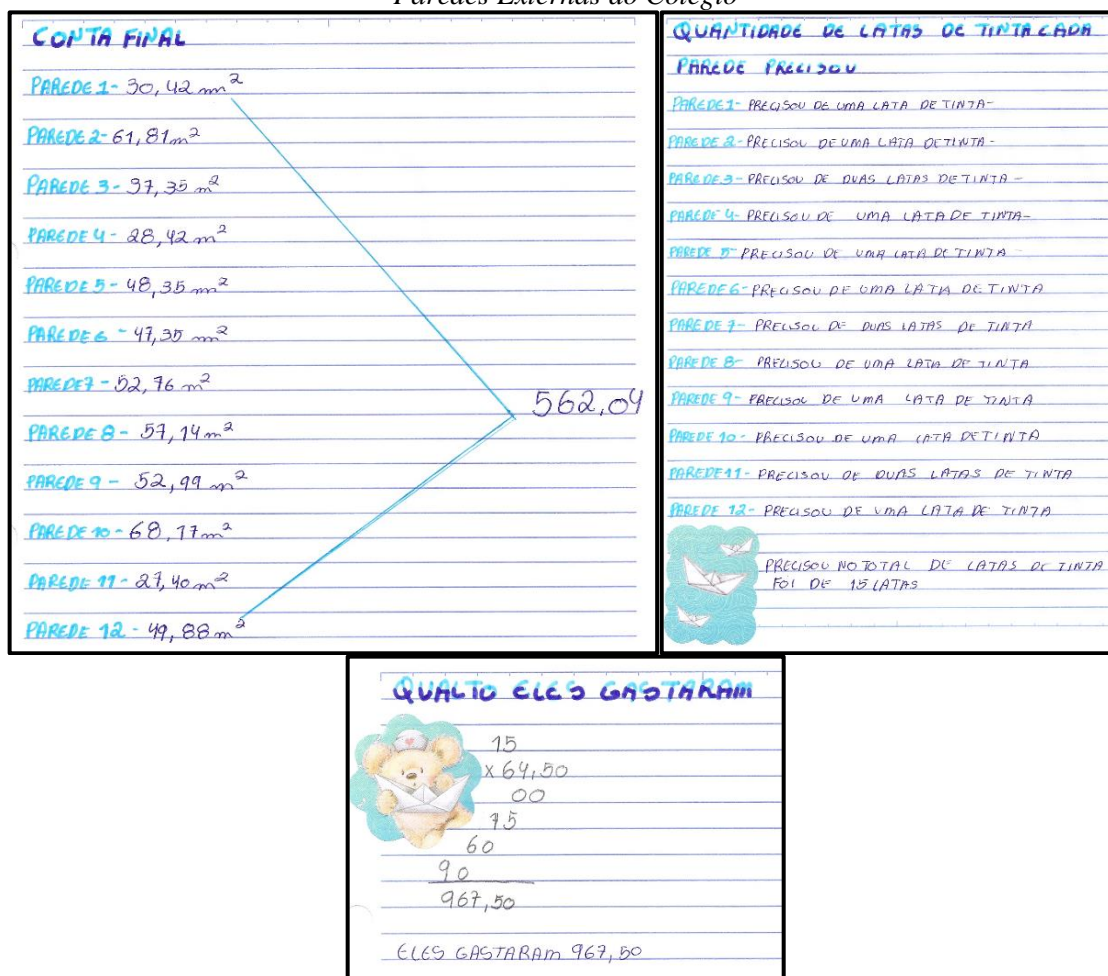 Paredes Externas do Colégio
CONTA FINAL
PAREDE 1- 30,42 m²
PAREDE 2- 61,81m²
PAREDE 3- 37,35 m²
PAREDE 4- 28,42 m²
PAREDE 5- 48,35 m²
PAREDE 6 - 47,35 m²
PAREDE 7 - 52,76 m²
562,04
PAREDE 8 - 57,14 m²
PAREDE 9 - 52,99 m²
PAREDE 10 - 68,17 m²
PAREDE 11 - 27,40 m²
PAREDE 12 - 49,88 m²
QUANTIDADE DE LATAS DE TINTA CADA
PAREDE PRECISOU
PAREDE 1- PRECISOU DE UMA LATA DE TINTA-
PAREDE 2- PRECISOU DE UMA LATA DE TINTA-
PAREDE 3- PRECISOU DE DUAS LATAS DE TINTA -
PAREDE 4- PRECISOU DE UMA LATA DE TINTA-
PAREDE 5- PRECISOU DE UMA LATA DE TINTA
PAREDE 6- PRECISOU DE UMA LATA DE TINTA
PAREDE 7- PRECISOU DE DUAS LATAS DE TINTA
PAREDE 8- PRECISOU DE UMA LATA DE TINTA
PAREDE 9- PRECISOU DE UMA LATA DE TINTA
PAREDE 10- PRECISOU DE UMA LATA DE TINTA
PAREDE 11- PRECISOU DE DUAS LATAS DE TINTA
PAREDE 12- PRECISOU DE UMA LATA DE TINTA
PRECISOU NO TOTAL DE LATAS DE TINTA
FOI DE 15 LATAS
QUALTO ELES GASTARAM
15
x 64,50
00
75
60
90
967,50
ELES GASTARAM 967,50